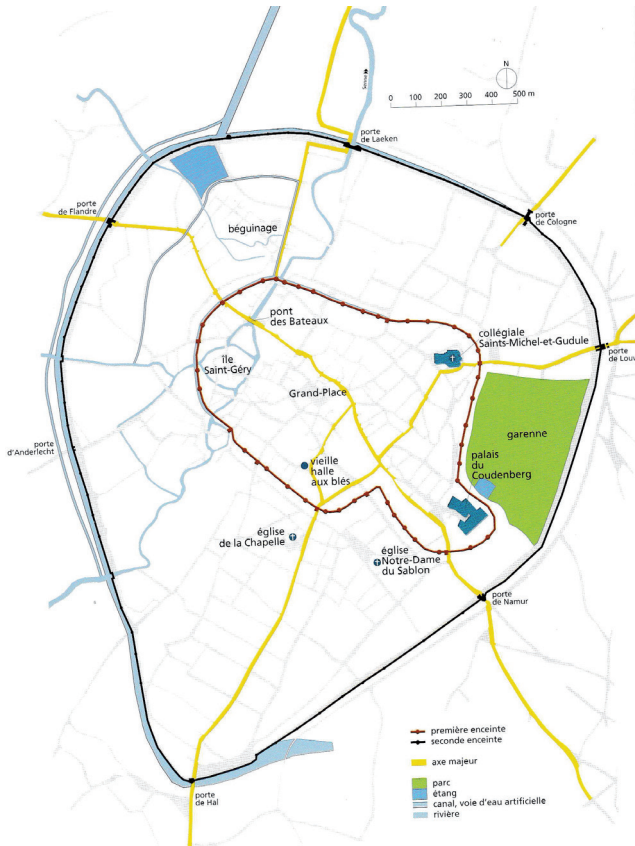 N
0 100 200 300 400 500 m
Senne
porte
de Laeken
porte
de Flandre
porte
de Cologne
béguinage
pont
des Bateaux
collégiale
Saints-Michel-et-Gudule
île
Saint-Géry
porte
de Louv
Grand-Place
garenne
porte
d'Anderlecht
palais
du
Coudenberg
vieille
halle
aux blés
église
de la Chapelle
église
Notre-Dame
du Sablon
porte
de Namur
première enceinte
seconde enceinte
axe majeur
parc
étang
canal, voie d'eau artificielle
rivière
porte
de Hal